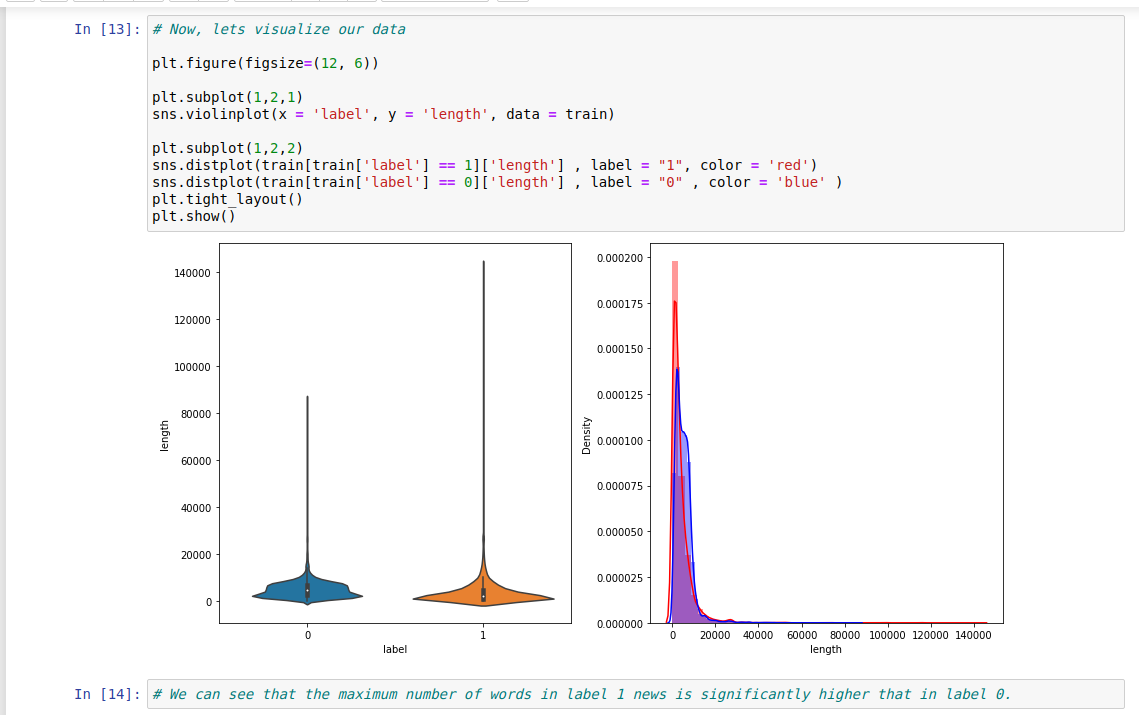 In [13]: # Now, lets visualize our data
plt.figure(figsize=(12, 6))
plt.subplot(1,2,1)
sns.violinplot(x = 'label', y = 'length', data = train)
plt.subplot(1,2,2)
sns.distplot(train[train['label'] == 1]['length'] , label = "1", color = 'red')
sns.distplot(train[train['label'] == 0]['length'] , label = "0" , color = 'blue' )
plt.tight_layout()
plt.show()
140000
120000
100000
80000
60000
40000
20000
0
length
0 1
label
0.000200
0.000175
0.000150
0.000125
0.000100
0.000075
0.000050
0.000025
0.000000
Density
0 20000 40000 60000 80000 100000 120000 140000
length
In [14]: # We can see that the maximum number of words in label 1 news is significantly higher that in label 0.